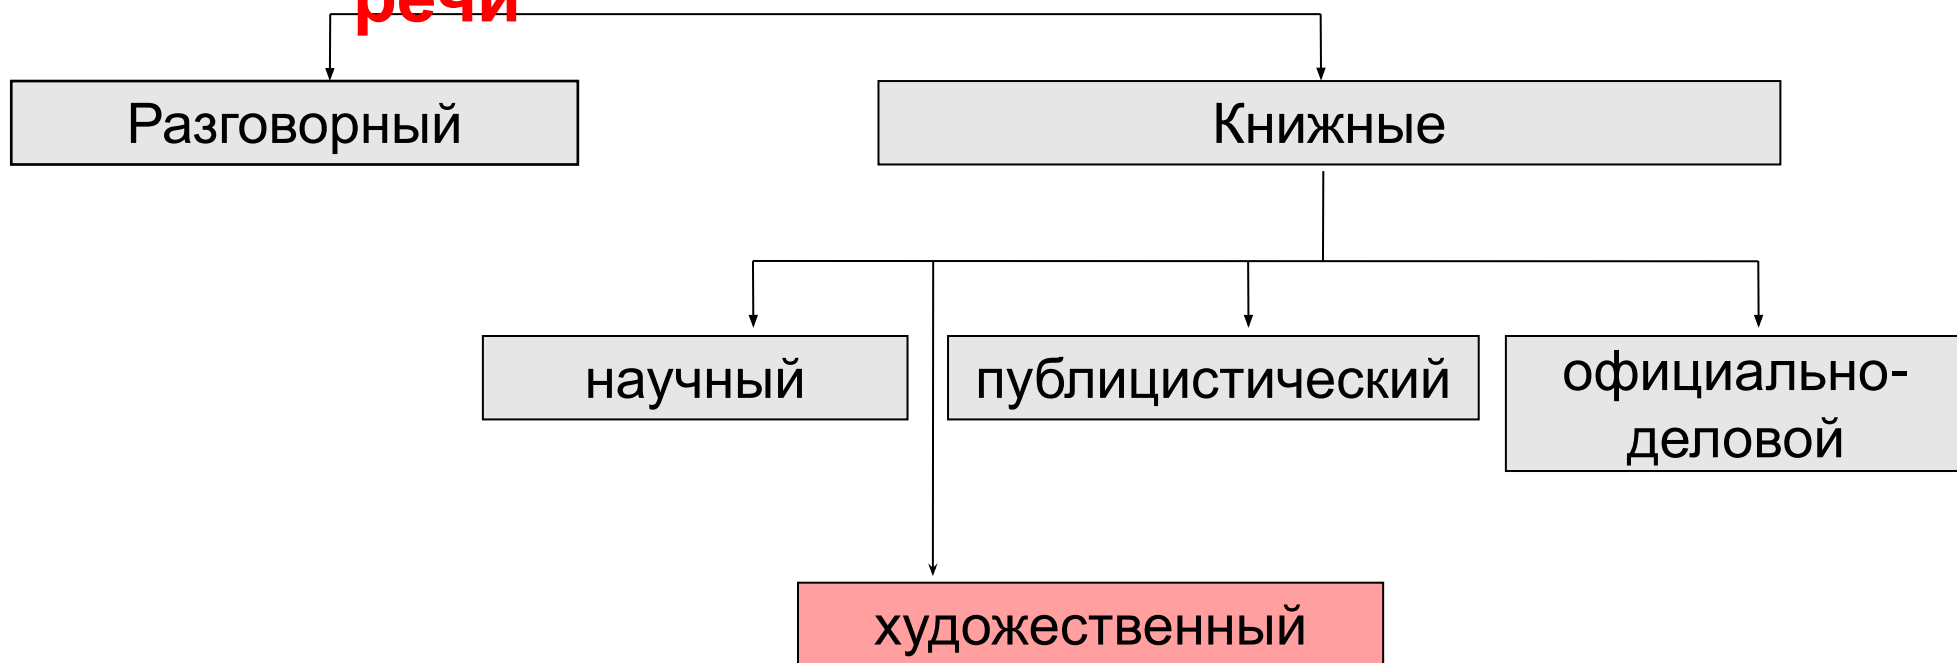 речи
Разговорный
Книжные
научный
публицистический
официально-
деловой
художественный